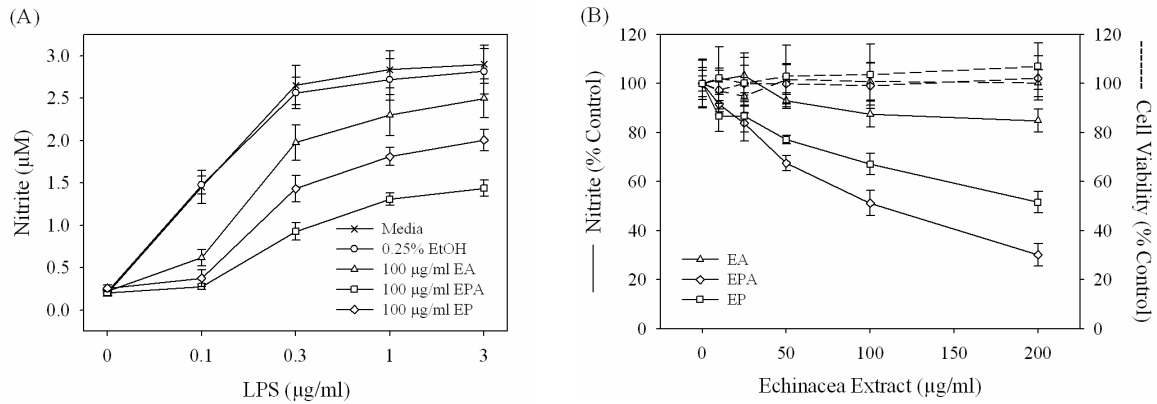 (A)
3.0
2.5
2.0
1.5
1.0
0.5
0.0
Nitrite (μM)
Media
0.25% EtOH
100 μg/ml EA
100 μg/ml EPA
100 μg/ml EP
0 0.1 0.3 1 3
LPS (μg/ml)
(B)
120
100
80
60
40
20
0
Nitrite (% Control)
EA
EPA
EP
0 50 100 150 200
Echinacea Extract (μg/ml)
120
100
80
60
40
20
0
Cell Viability (% Control)